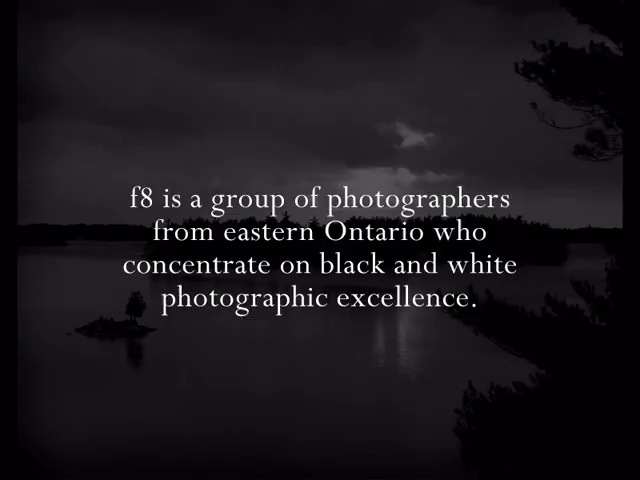 f8 is a group of photographers
from eastern Ontario who
concentrate on black and white
photographic excellence.